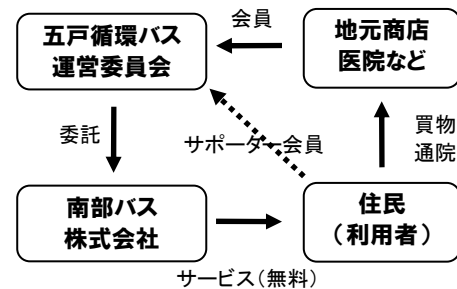 五戸循環バス
運営委員会
会員
地元商店
医院など
委託
サポーター会員
買物
通院
南部バス
株式会社
住民
（利用者）
サービス（無料）